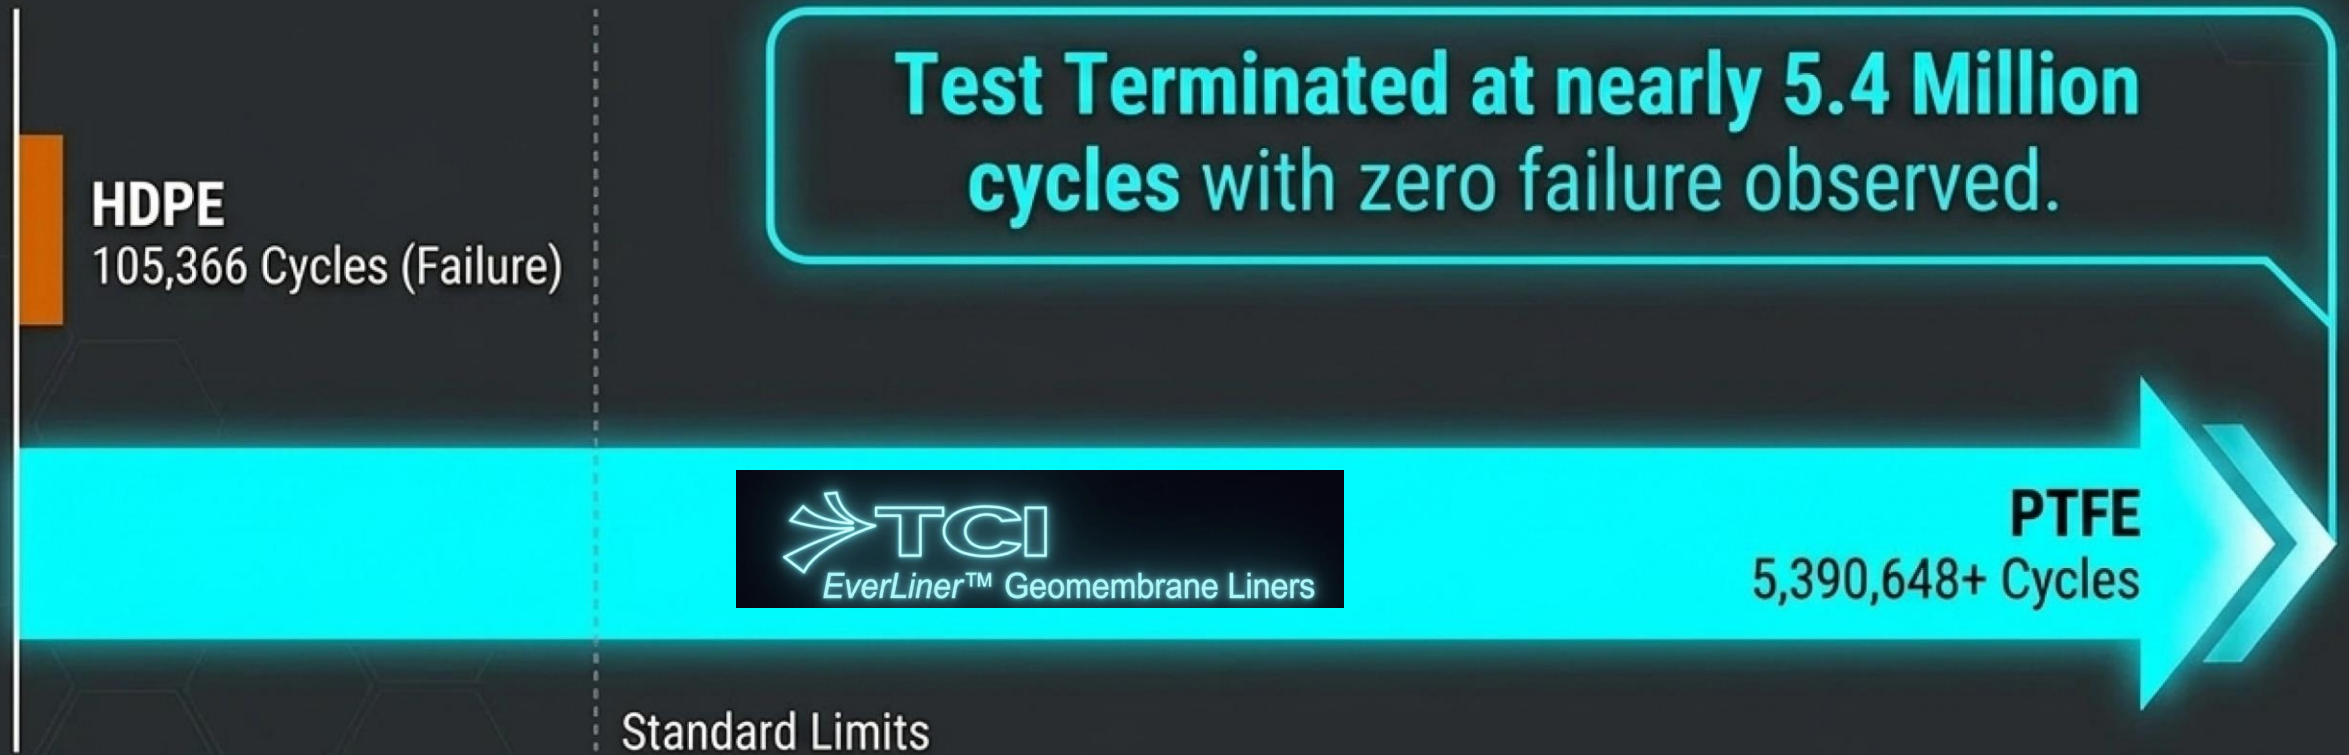 Test Terminated at nearly 5.4 Million
cycles with zero failure observed.
HDPE
105,366 Cycles (Failure)
TCI
EverLiner™ Geomembrane Liners
PTFE
5,390,648+ Cycles
Standard Limits